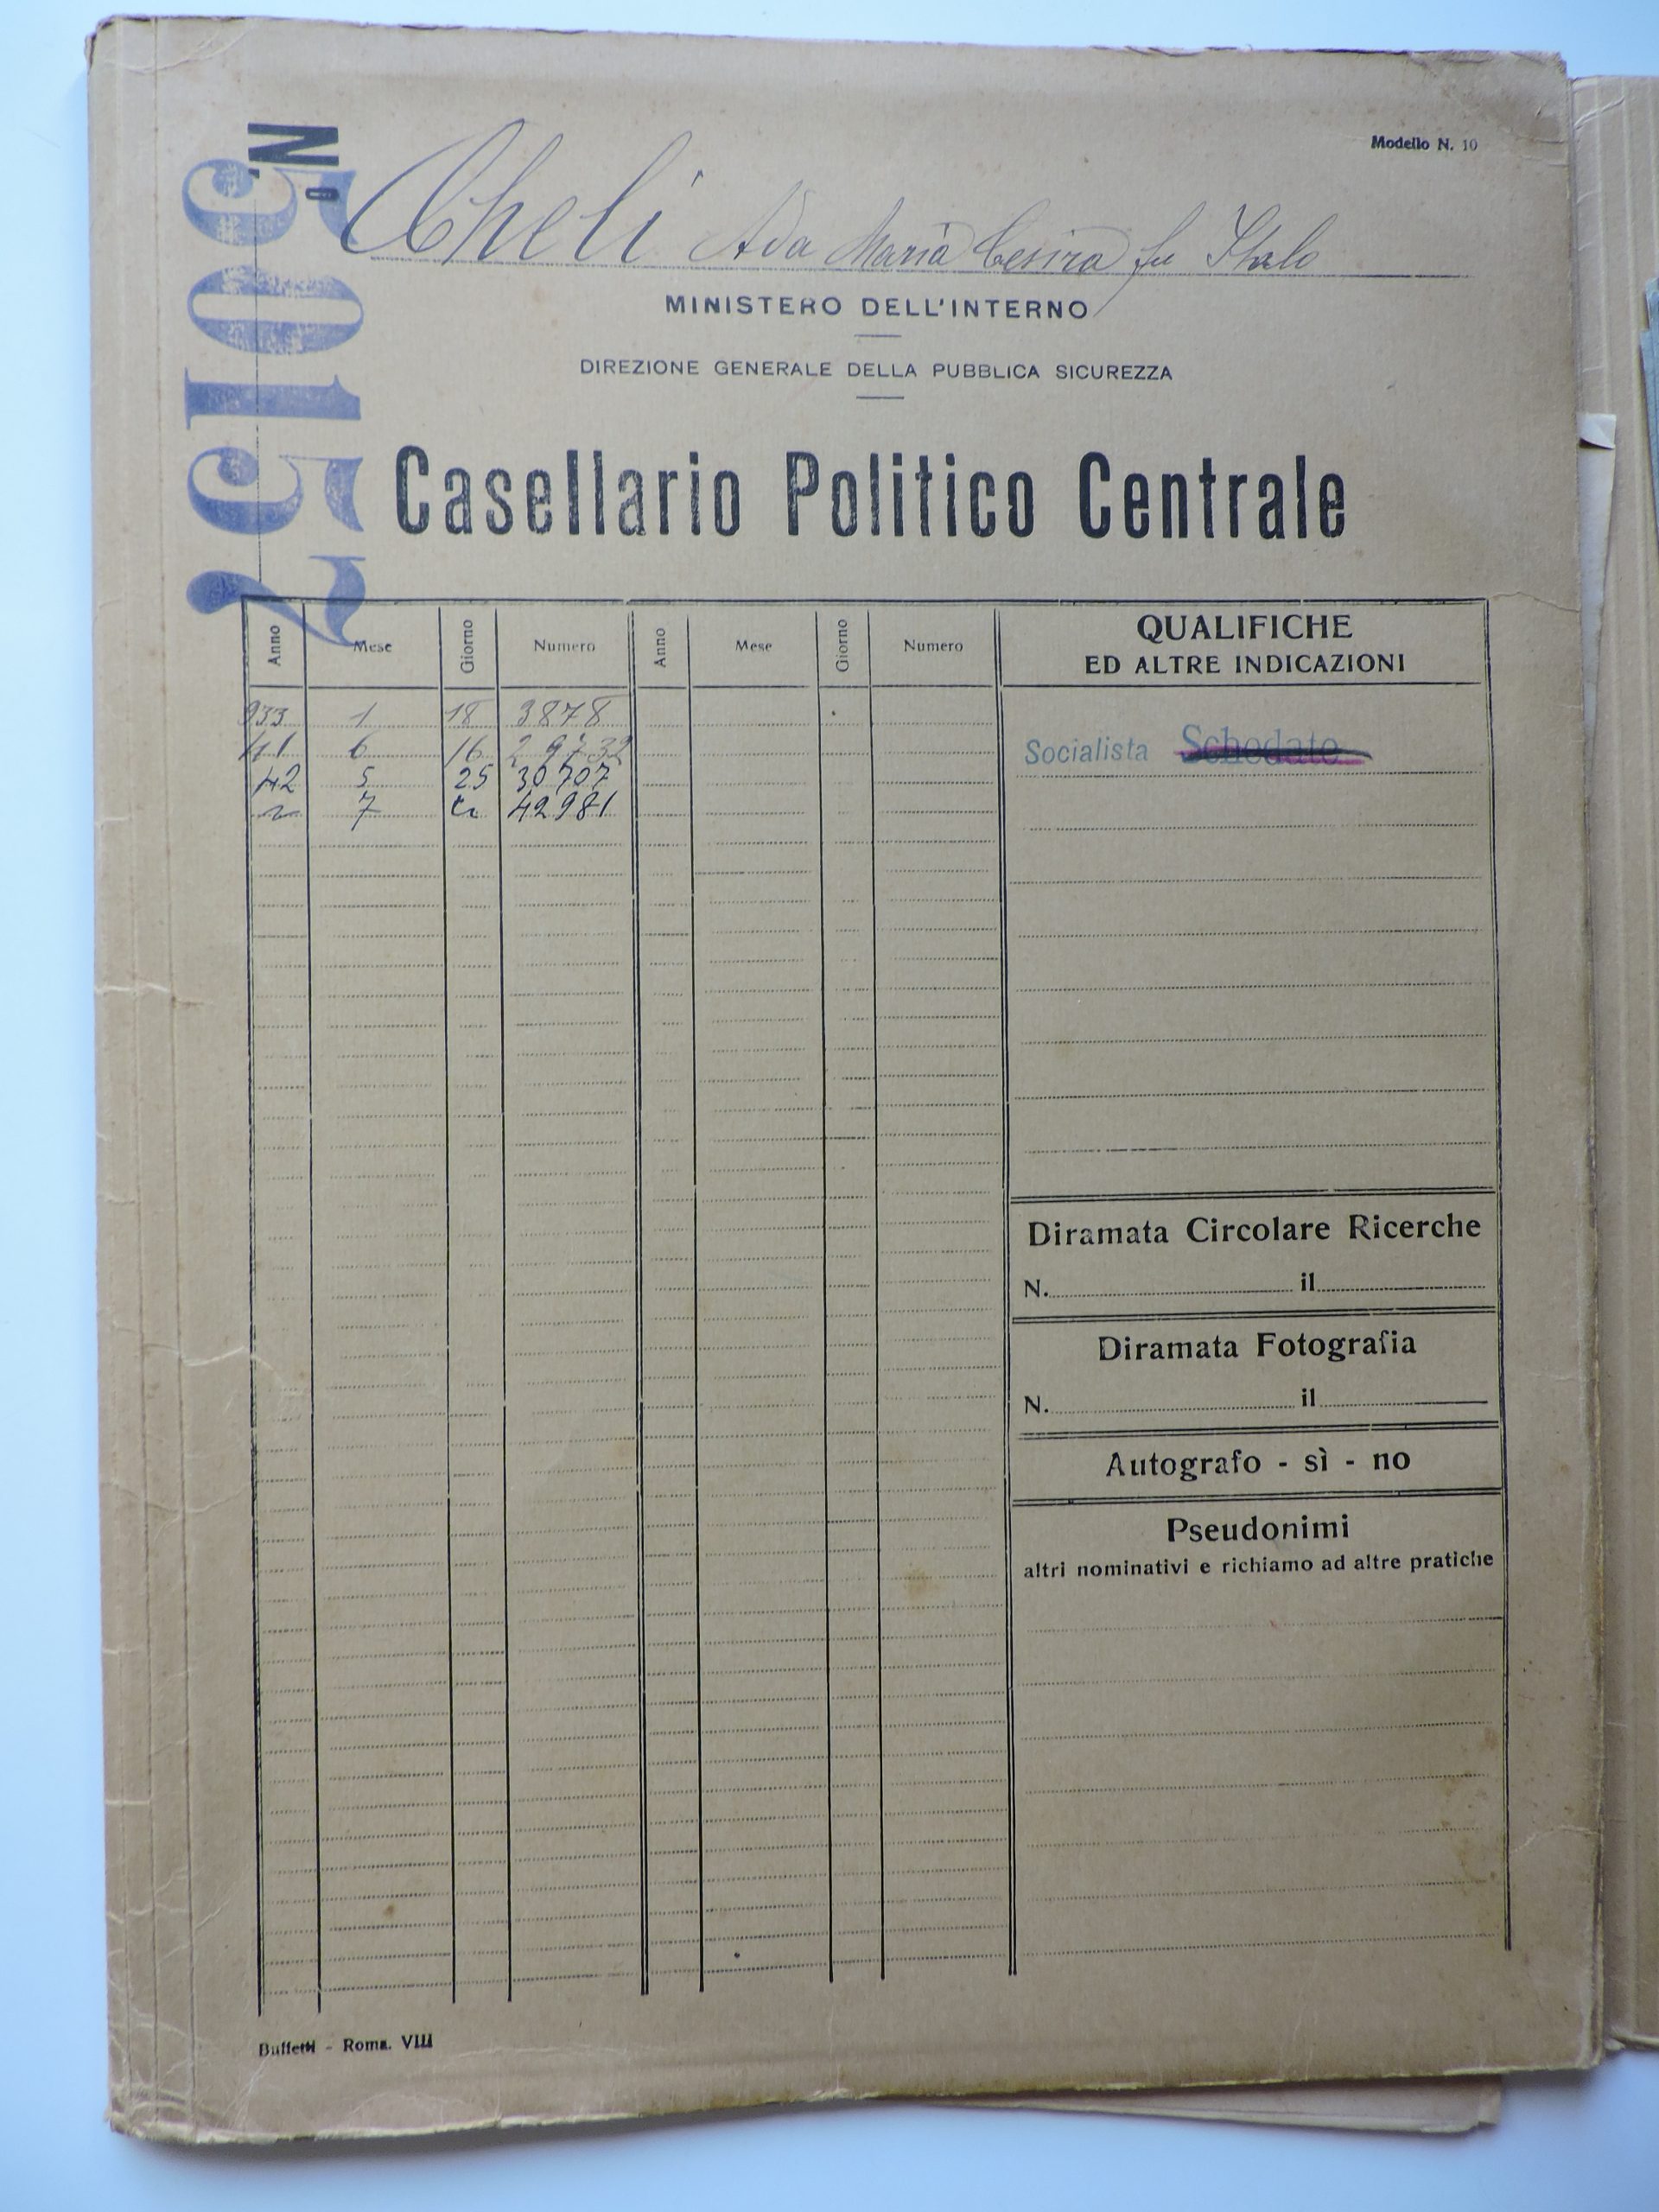 Modello N. 10
N.° 50157
Cheli Ada Maria Cesira fu Italo
MINISTERO DELL'INTERNO
DIREZIONE GENERALE DELLA PUBBLICA SICUREZZA
Casellario Politico Centrale
Anno Mese Giorno Numero Anno Mese Giorno Numero QUALIFICHE
ED ALTRE INDICAZIONI
933 1 18 3878
41 6 16 29732 Socialista Schedato
42 5 25 30707
" 7 42981
Diramata Circolare Ricerche
N. il
Diramata Fotografia
N. il
Autografo - sì - no
Pseudonimi
altri nominativi e richiamo ad altre pratiche
Buffetti - Roma. VIII